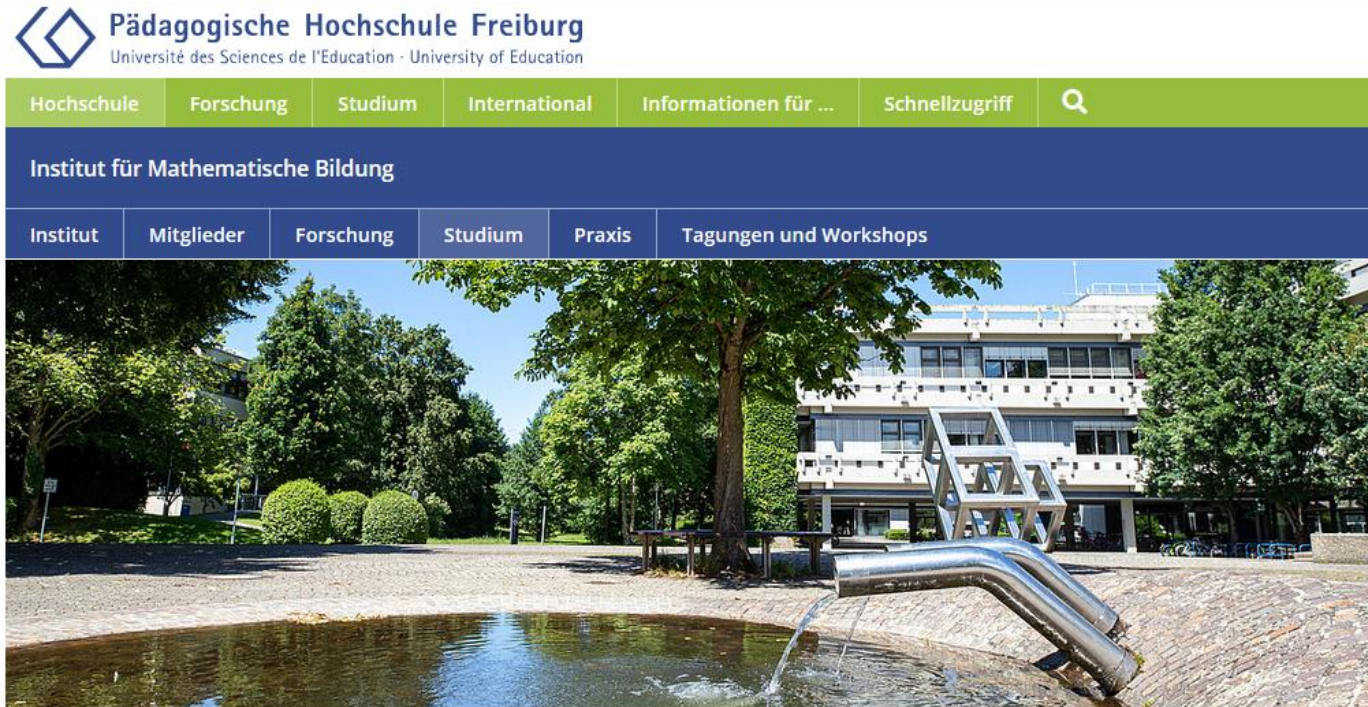 Pädagogische Hochschule Freiburg
Université des Sciences de l'Education · University of Education
Hochschule Forschung Studium International Informationen für ... Schnellzugriff
Institut für Mathematische Bildung
Institut Mitglieder Forschung Studium Praxis Tagungen und Workshops